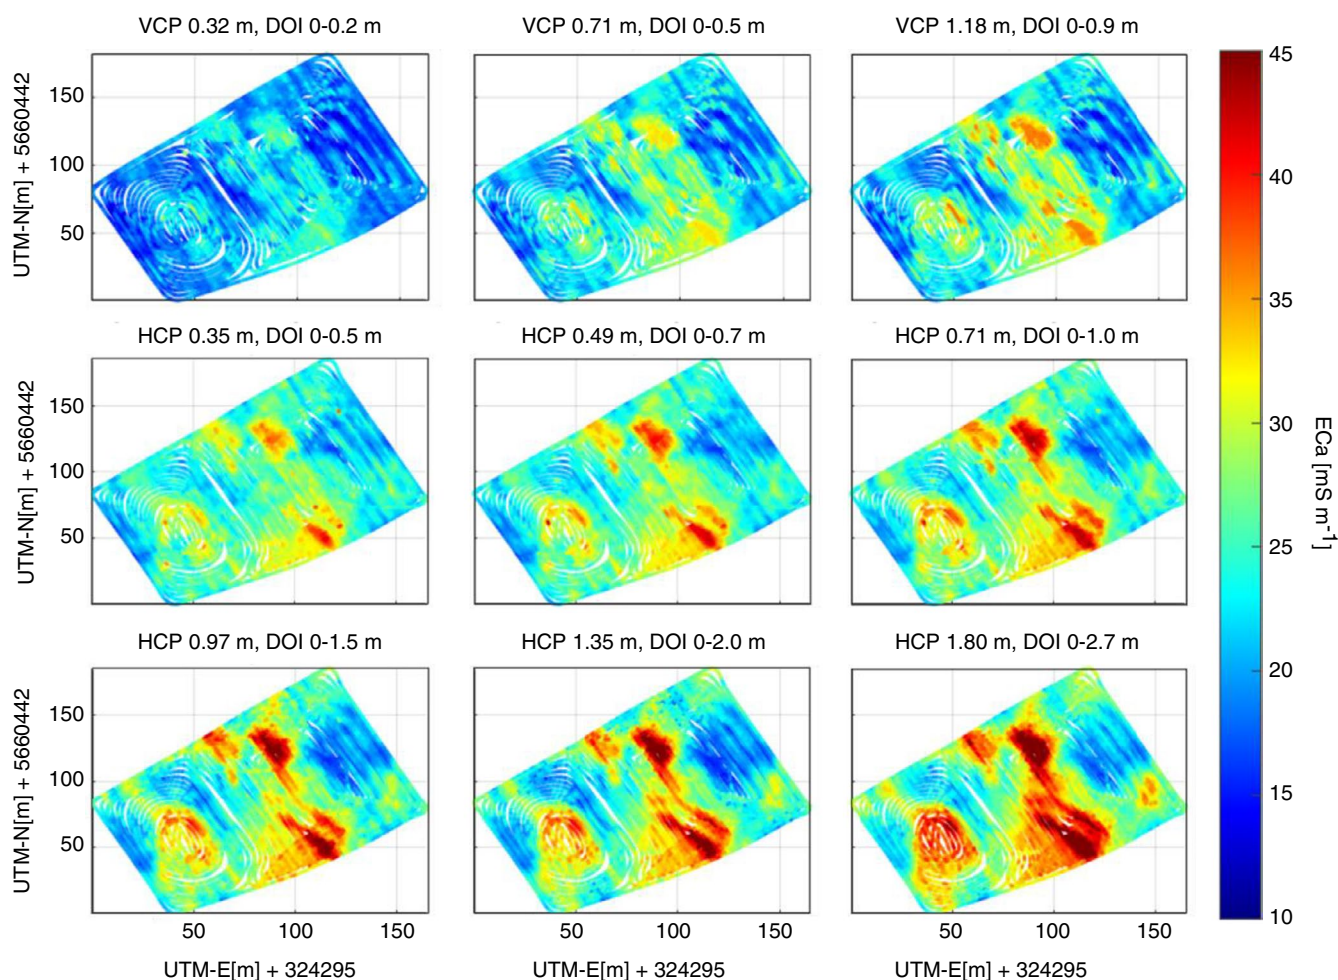 VCP 0.32 m, DOI 0-0.2 m
VCP 0.71 m, DOI 0-0.5 m
VCP 1.18 m, DOI 0-0.9 m
UTM-N[m] + 5660442
150
100
50
HCP 0.35 m, DOI 0-0.5 m
HCP 0.49 m, DOI 0-0.7 m
HCP 0.71 m, DOI 0-1.0 m
UTM-N[m] + 5660442
150
100
50
HCP 0.97 m, DOI 0-1.5 m
HCP 1.35 m, DOI 0-2.0 m
HCP 1.80 m, DOI 0-2.7 m
UTM-N[m] + 5660442
150
100
50
50 100 150
50 100 150
50 100 150
UTM-E[m] + 324295
UTM-E[m] + 324295
UTM-E[m] + 324295
45
40
35
30
25
20
15
10
ECa [mS m-1]